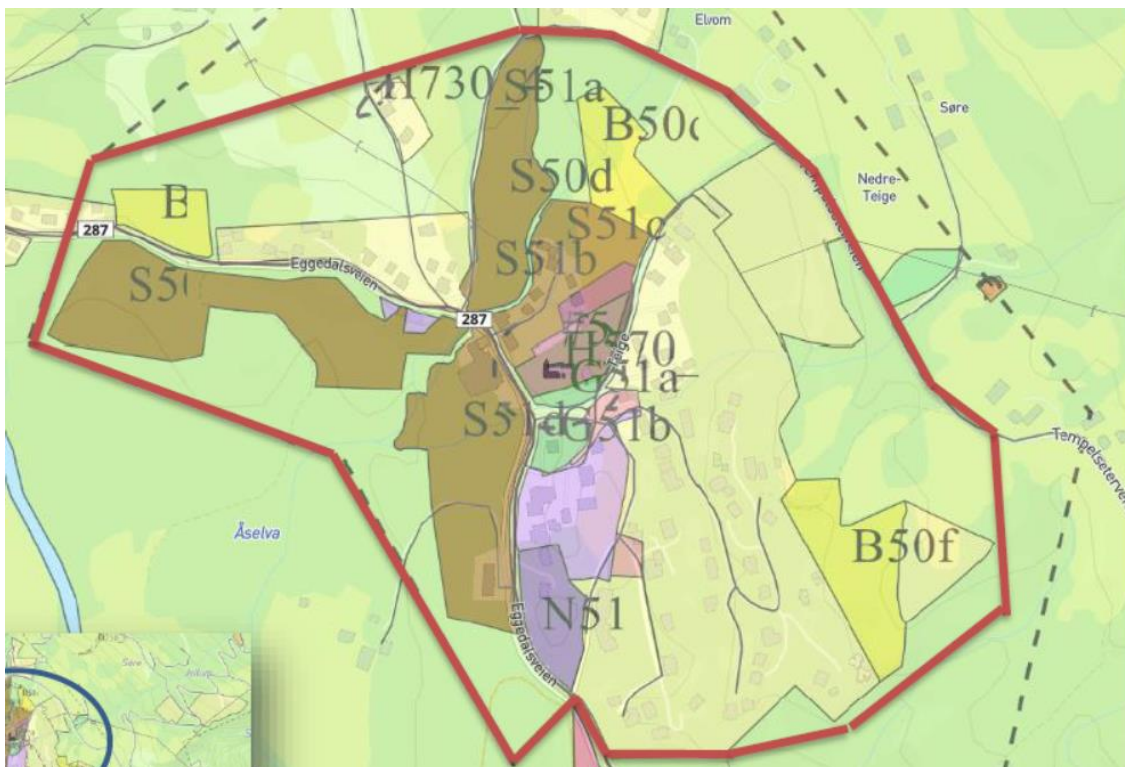 Elvom
H730_S51a
Søre
B50c
Nedre-
Teige
S50d
B
S51c
287
Eggedalsveien
S51b
S50
287
H570
Teige
G51a
S51d
G51b
Tempelseterveien
Åselva
B50f
N51
Eggedalsveien